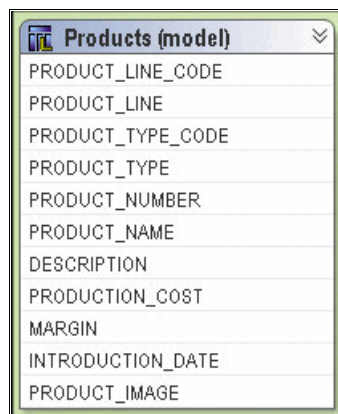 Products (model)
PRODUCT_LINE_CODE
PRODUCT_LINE
PRODUCT_TYPE_CODE
PRODUCT_TYPE
PRODUCT_NUMBER
PRODUCT_NAME
DESCRIPTION
PRODUCTION_COST
MARGIN
INTRODUCTION_DATE
PRODUCT_IMAGE